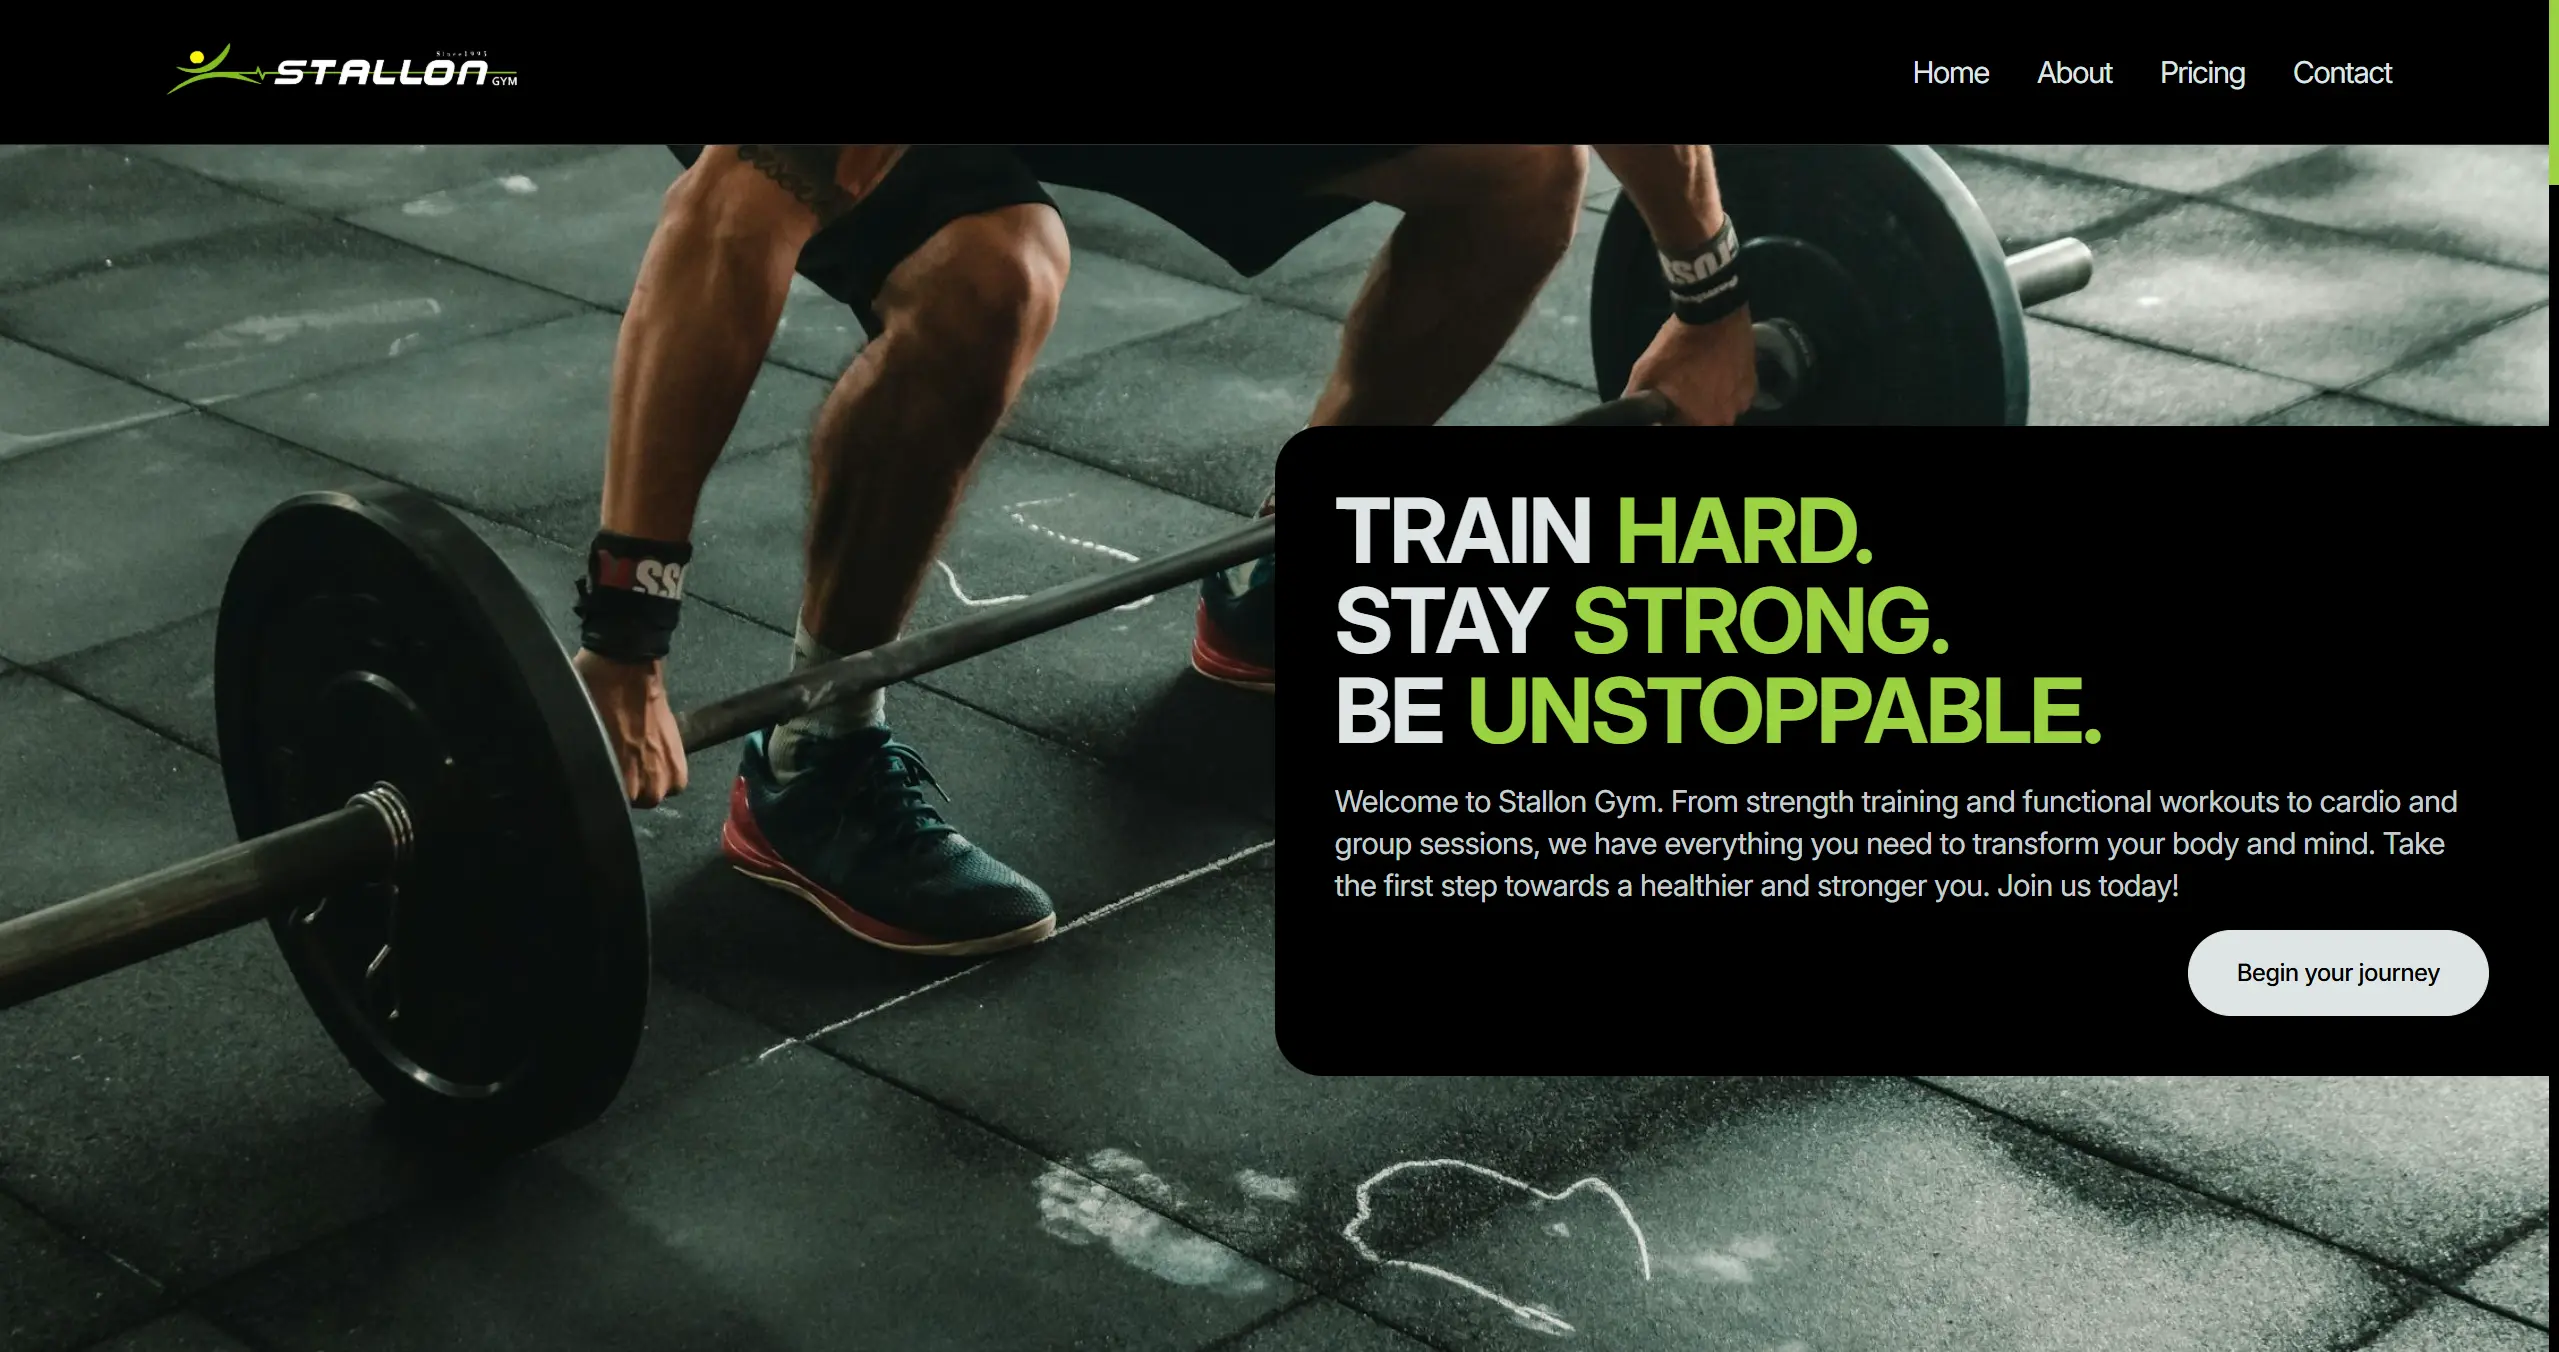 Since1995
STALLON
GYM
Home About Pricing Contact
TRAIN HARD.
STAY STRONG.
BE UNSTOPPABLE.
Welcome to Stallon Gym. From strength training and functional workouts to cardio and
group sessions, we have everything you need to transform your body and mind. Take
the first step towards a healthier and stronger you. Join us today!
Begin your journey